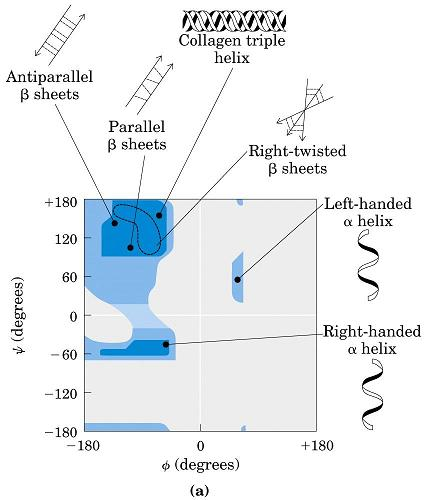 Antiparallel
β sheets
Parallel
β sheets
Collagen triple
helix
Right-twisted
β sheets
Left-handed
α helix
Right-handed
α helix
+180
120
60
0
−60
−120
−180
ψ (degrees)
−180
0
+180
ϕ (degrees)
(a)